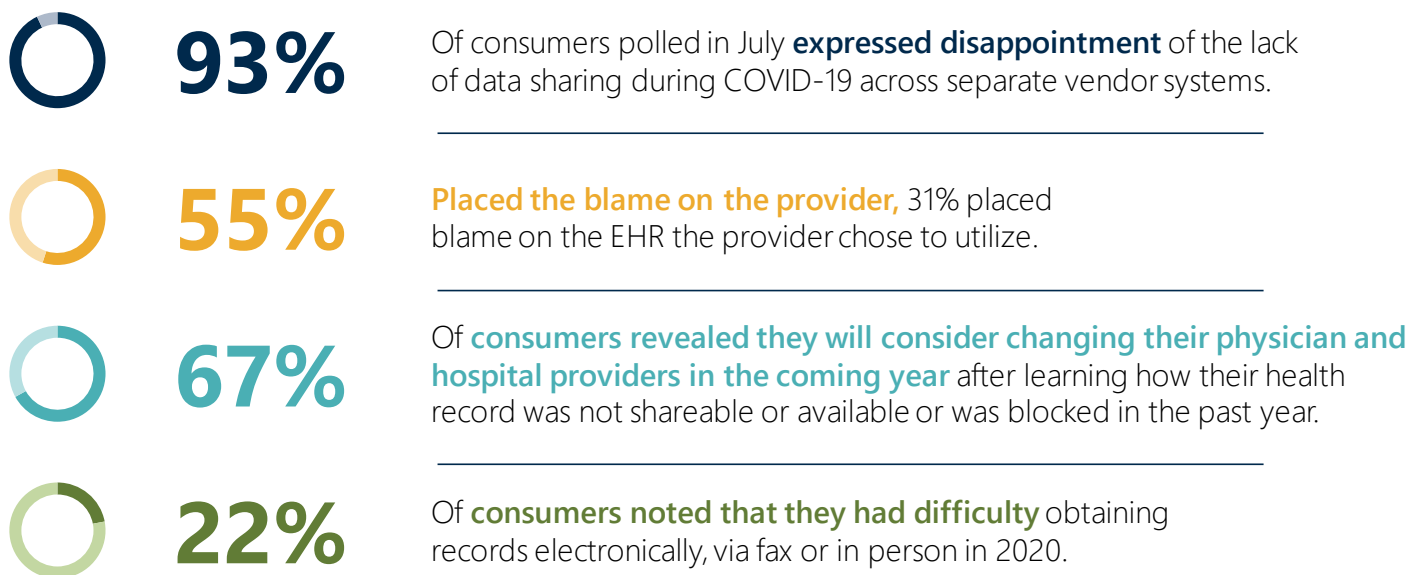 93%
Of consumers polled in July expressed disappointment of the lack
of data sharing during COVID-19 across separate vendor systems.
55%
Placed the blame on the provider, 31% placed
blame on the EHR the provider chose to utilize.
67%
Of consumers revealed they will consider changing their physician and
hospital providers in the coming year after learning how their health
record was not shareable or available or was blocked in the past year.
22%
Of consumers noted that they had difficulty obtaining
records electronically, via fax or in person in 2020.